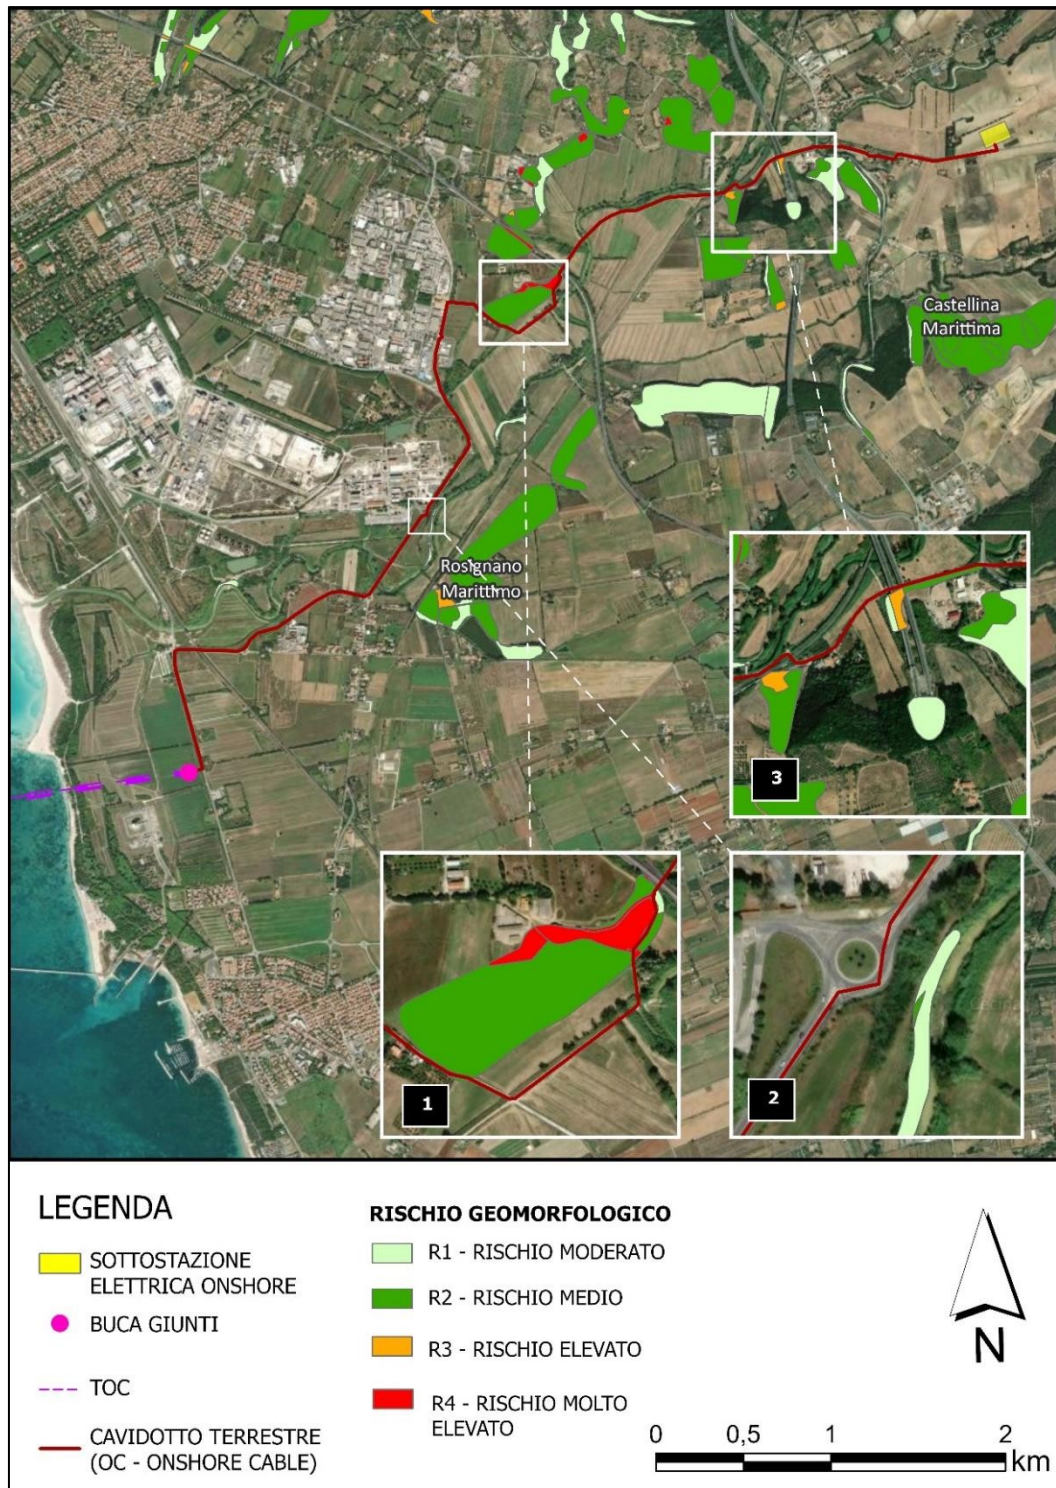 Castellina
Marittima
Rosignano
Marittimo
3
1
2
LEGENDA
SOTTOSTAZIONE
ELETTRICA ONSHORE
BUCA GIUNTI
TOC
CAVIDOTTO TERRESTRE
(OC - ONSHORE CABLE)
RISCHIO GEOMORFOLOGICO
R1 - RISCHIO MODERATO
R2 - RISCHIO MEDIO
R3 - RISCHIO ELEVATO
R4 - RISCHIO MOLTO
ELEVATO
N
0 0,5 1 2
km